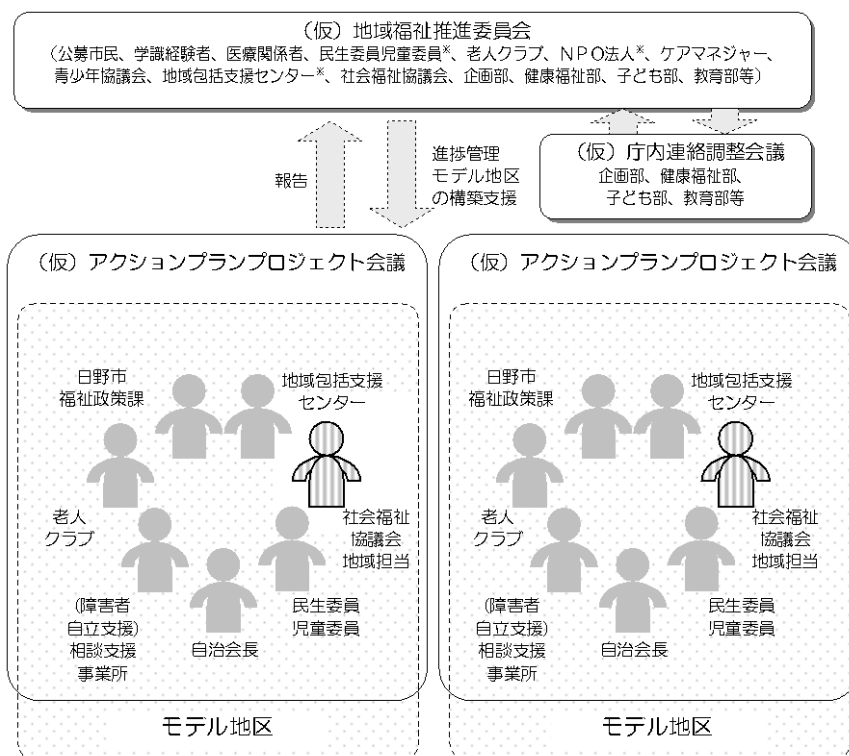 (仮)地域福祉推進委員会
(公募市民、学識経験者、医療関係者、民生委員児童委員※、老人クラブ、NPO法人※、ケアマネジャー、
青少年協議会、地域包括支援センター※、社会福祉協議会、企画部、健康福祉部、子ども部、教育部等)
報告
進捗管理
モデル地区
の構築支援
(仮)庁内連絡調整会議
企画部、健康福祉部、
子ども部、教育部等
(仮)アクションプランプロジェクト会議
日野市
福祉政策課
地域包括支援
センター
老人
クラブ
社会福祉
協議会
地域担当
(障害者
自立支援)
相談支援
事業所
自治会長
民生委員
児童委員
モデル地区
(仮)アクションプランプロジェクト会議
日野市
福祉政策課
地域包括支援
センター
老人
クラブ
社会福祉
協議会
地域担当
(障害者
自立支援)
相談支援
事業所
自治会長
民生委員
児童委員
モデル地区